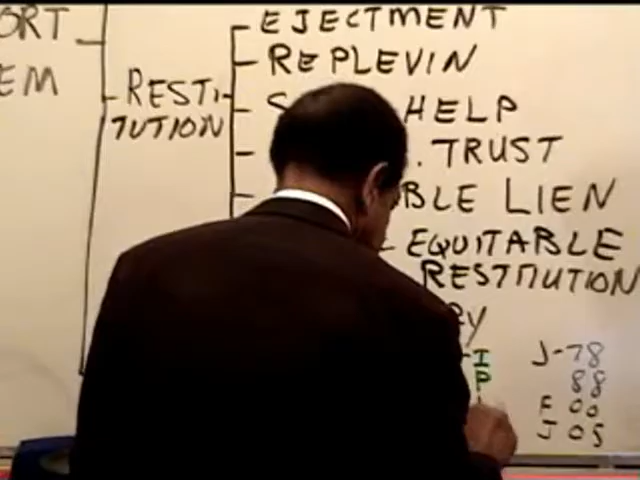 ORT
EM
RESTI-
TUTION
EJECTMENT
REPLEVIN
HELP
. TRUST
BLE LIEN
EQUITABLE
RESTITUTION
I
P
J-78
88
F 00
J 05